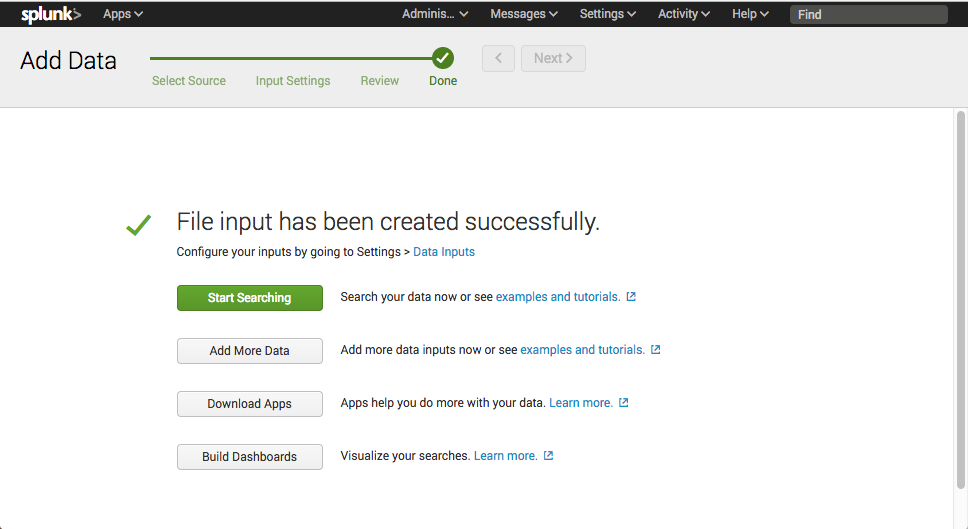 splunk> Apps Adminis... Messages Settings Activity Help Find
Add Data
Select Source Input Settings Review Done
< Next >
File input has been created successfully.
Configure your inputs by going to Settings > Data Inputs
Start Searching Search your data now or see examples and tutorials.
Add More Data Add more data inputs now or see examples and tutorials.
Download Apps Apps help you do more with your data. Learn more.
Build Dashboards Visualize your searches. Learn more.